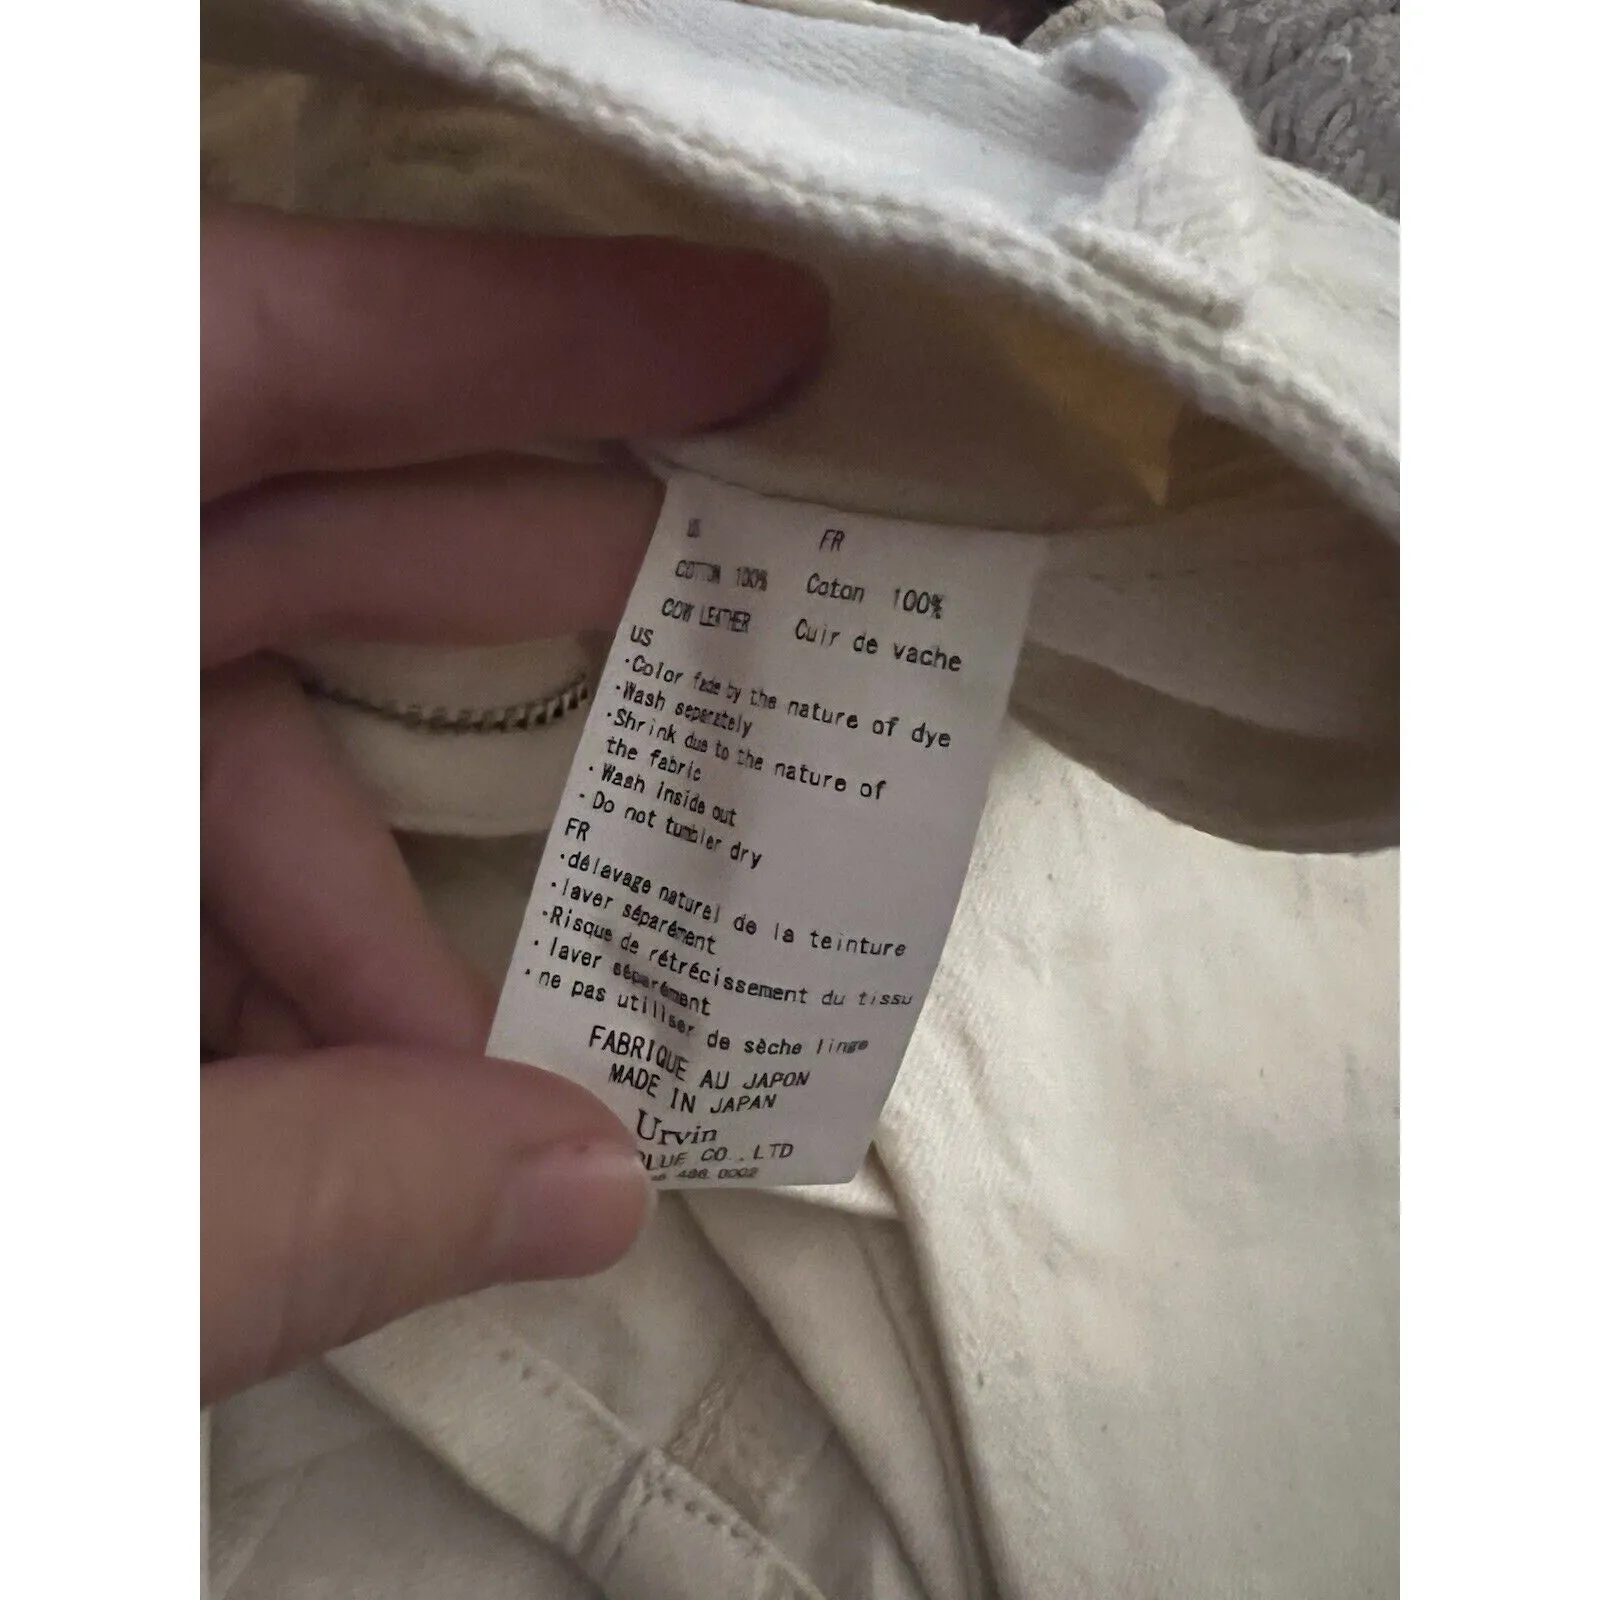 US FR
COTTON 100% Coton 100%
COW LEATHER Cuir de vache
US
·Color fade by the nature of dye
·Wash separately
·Shrink due to the nature of
the fabric
·Wash inside out
·Do not tumbler dry
FR
·délavage naturel de la teinture
·laver séparément
·Risque de rétrécissement du tissu
·laver séparément
·ne pas utiliser de sèche linge
FABRIQUE AU JAPON
MADE IN JAPAN
Urvin
BLUE CO.,LTD
486.0002